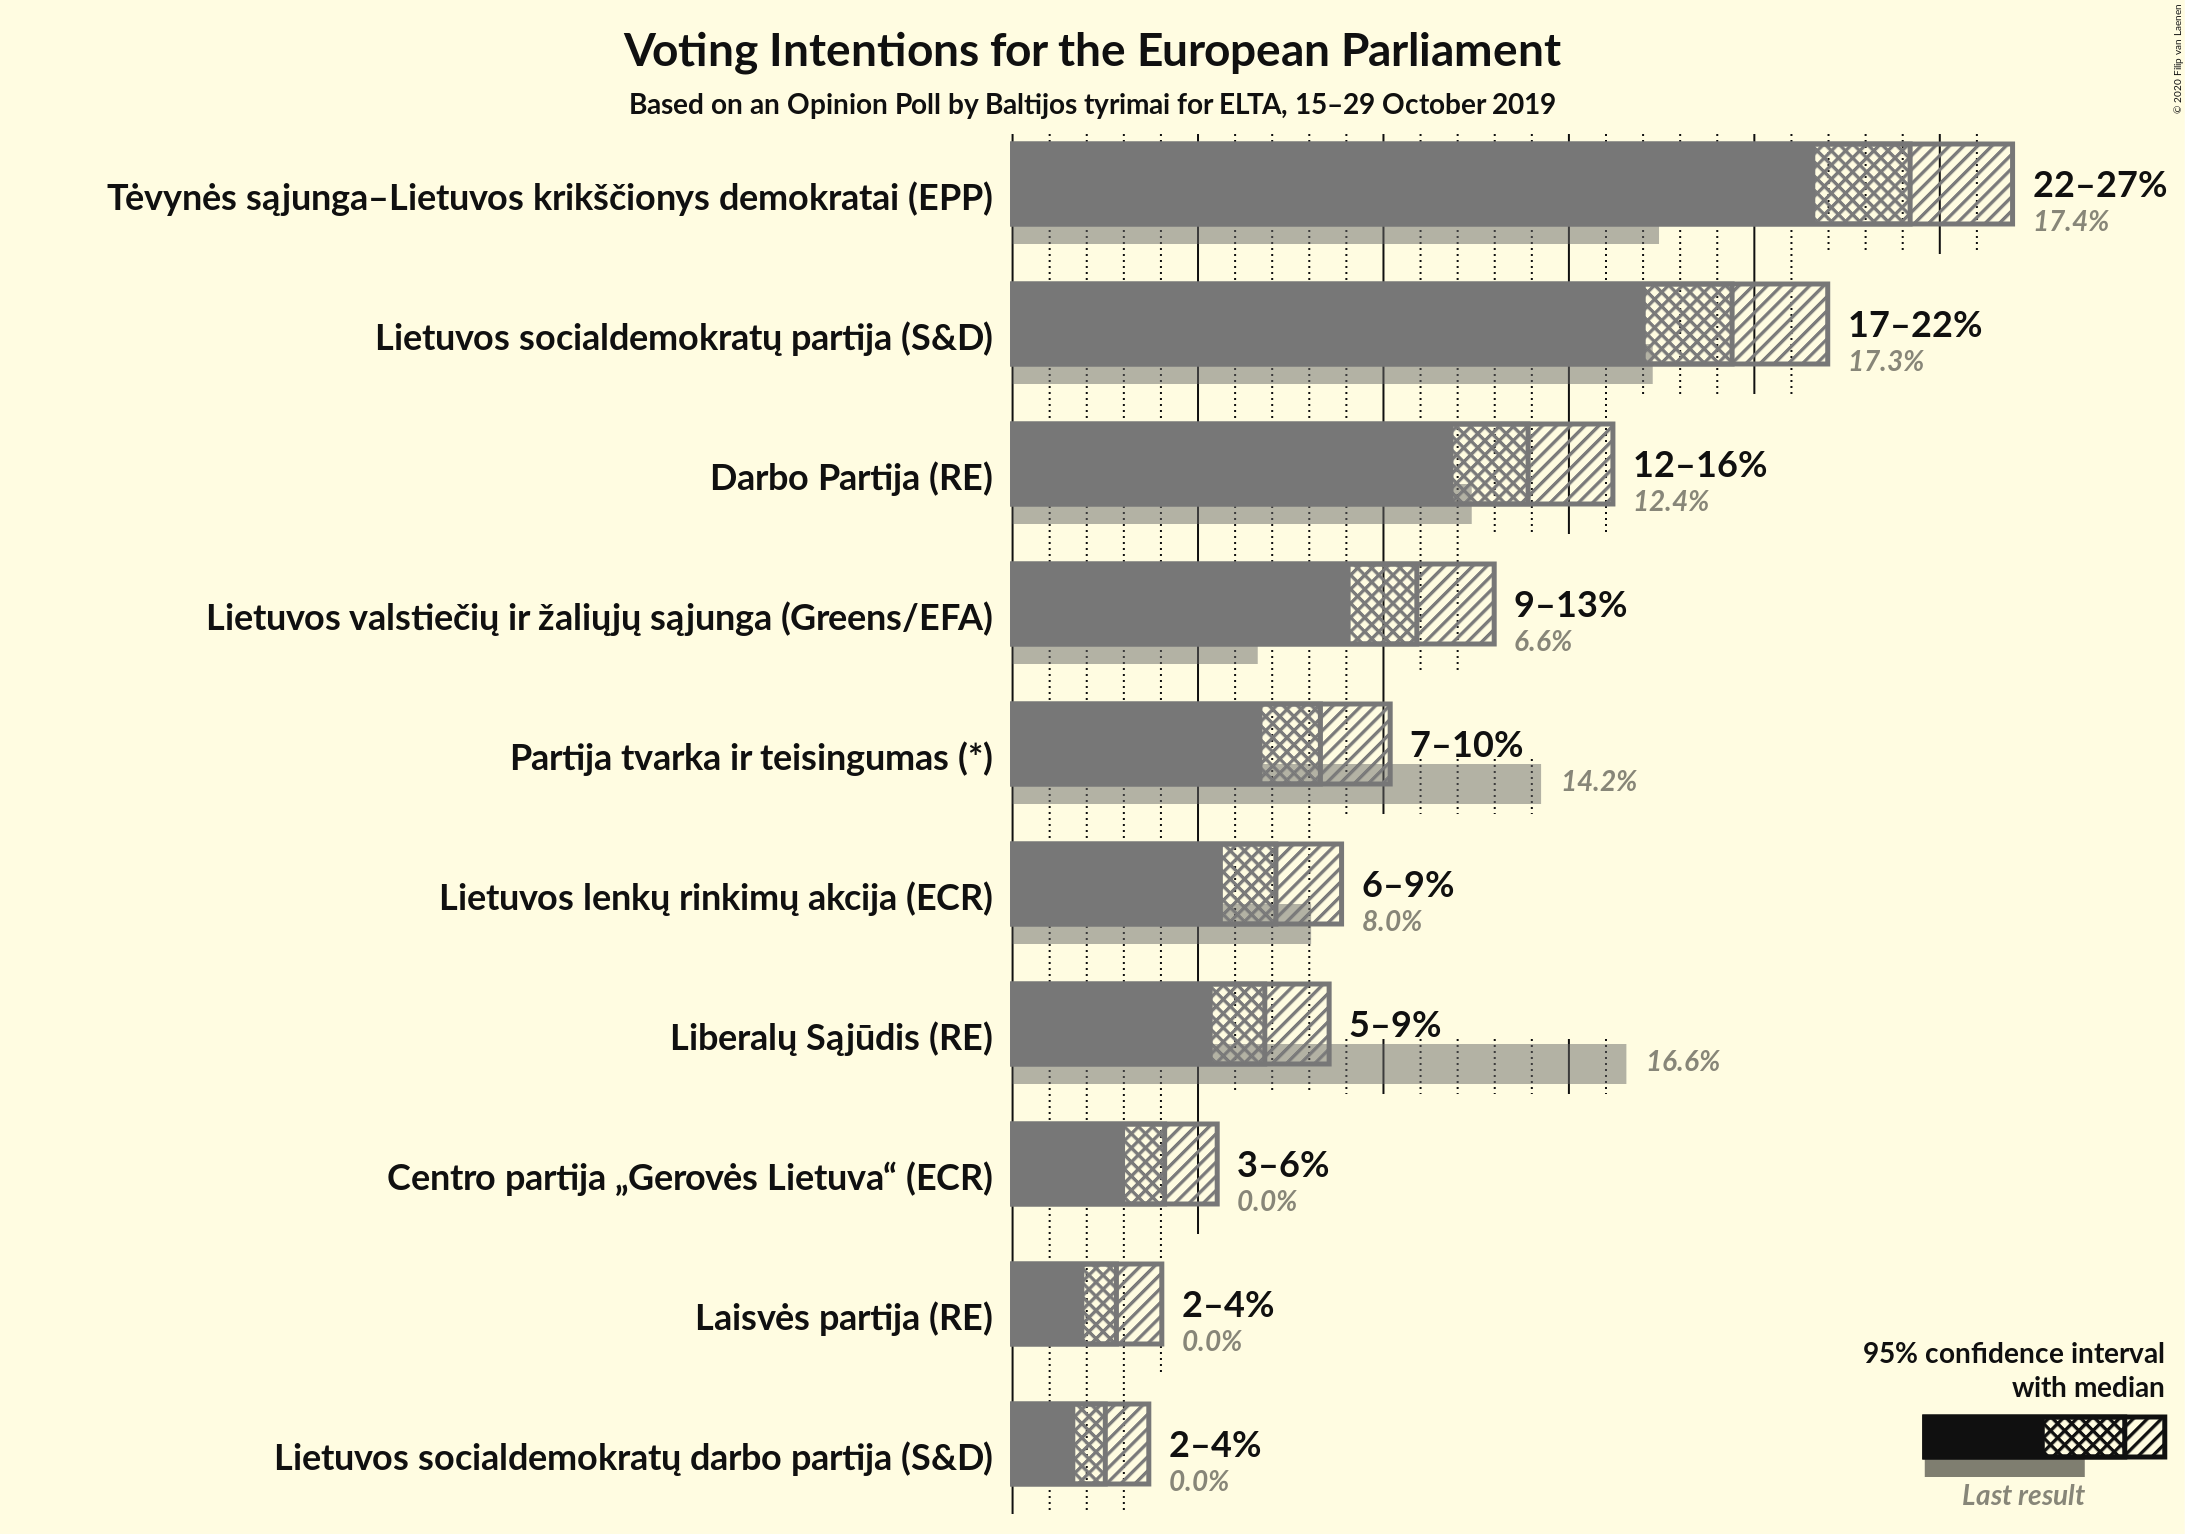 Voting Intentions for the European Parliament
Based on an Opinion Poll by Baltijos tyrimai for ELTA, 15–29 October 2019
© 2020 Filip van Laenen
Tėvynės sąjunga–Lietuvos krikščionys demokratai (EPP)
22–27%
17.4%
Lietuvos socialdemokratų partija (S&D)
17–22%
17.3%
Darbo Partija (RE)
12–16%
12.4%
Lietuvos valstiečių ir žaliųjų sąjunga (Greens/EFA)
9–13%
6.6%
Partija tvarka ir teisingumas (*)
7–10%
14.2%
Lietuvos lenkų rinkimų akcija (ECR)
6–9%
8.0%
Liberalų Sąjūdis (RE)
5–9%
16.6%
Centro partija „Gerovės Lietuva“ (ECR)
3–6%
0.0%
Laisvės partija (RE)
2–4%
0.0%
Lietuvos socialdemokratų darbo partija (S&D)
2–4%
0.0%
95% confidence interval
with median
Last result